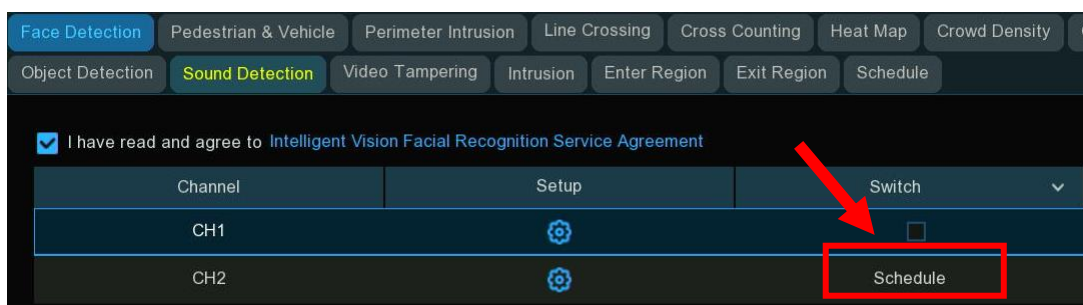 Face Detection Pedestrian & Vehicle Perimeter Intrusion Line Crossing Cross Counting Heat Map Crowd Density
Object Detection Sound Detection Video Tampering Intrusion Enter Region Exit Region Schedule
I have read and agree to Intelligent Vision Facial Recognition Service Agreement
Channel Setup Switch
CH1
CH2 Schedule